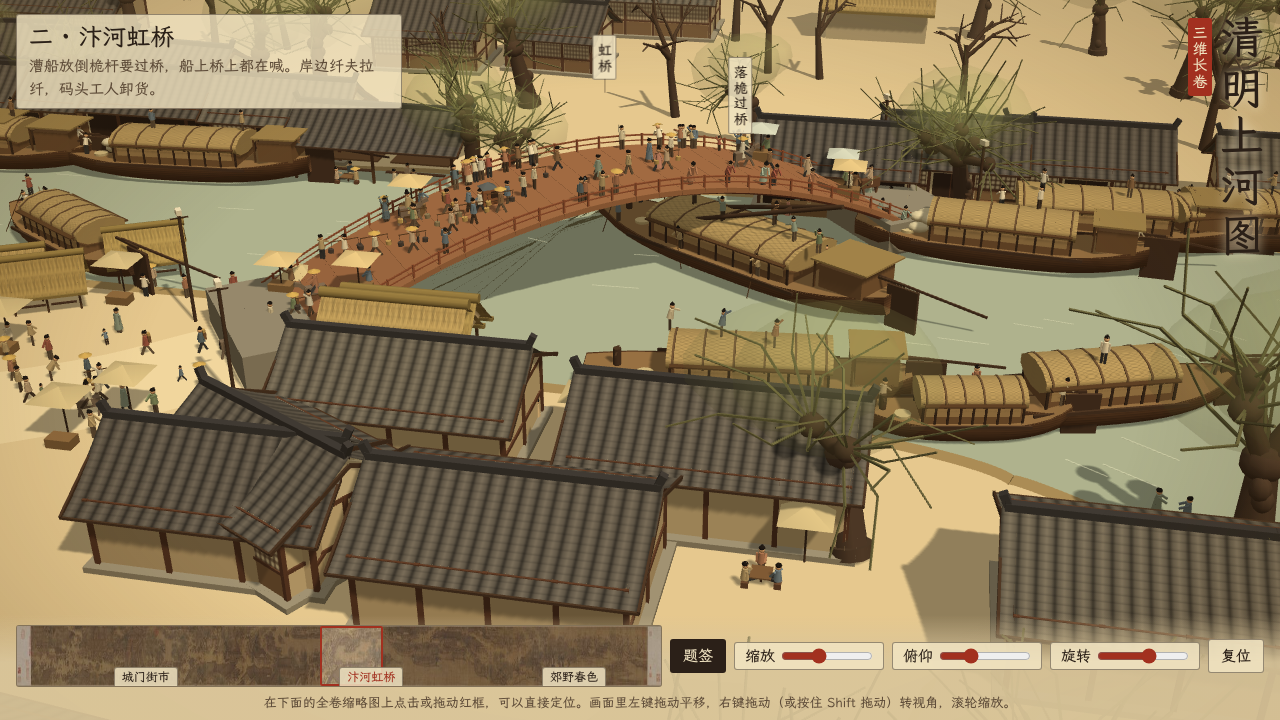 二·汴河虹桥
漕船放倒桅杆要过桥，船上桥上都在喊。岸边纤夫拉
纤，码头工人卸货。
虹桥
落桅过桥
清明上河图
三维长卷
城门街市
汴河虹桥
郊野春色
题签
缩放
俯仰
旋转
复位
在下面的全卷缩略图上点击或拖动红框，可以直接定位。画面里左键拖动平移，右键拖动（或按住 Shift 拖动）转视角，滚轮缩放。